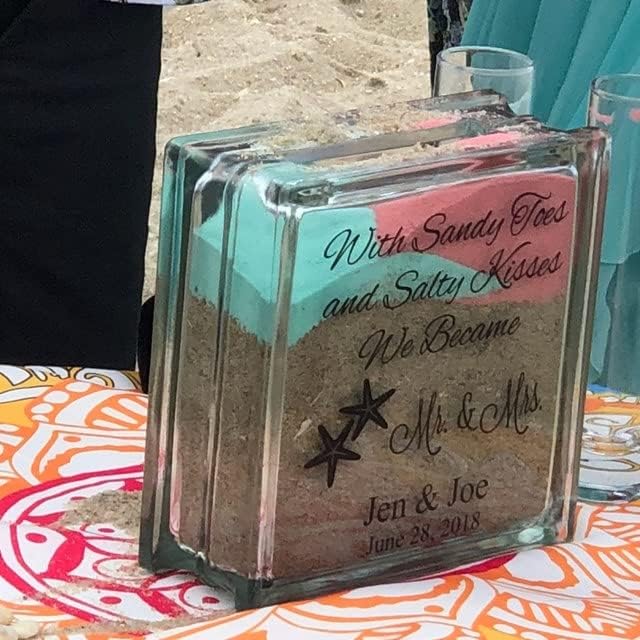 With Sandy Toes
and Salty Kisses
We Became
Mr. & Mrs.
Jen & Joe
June 28, 2018